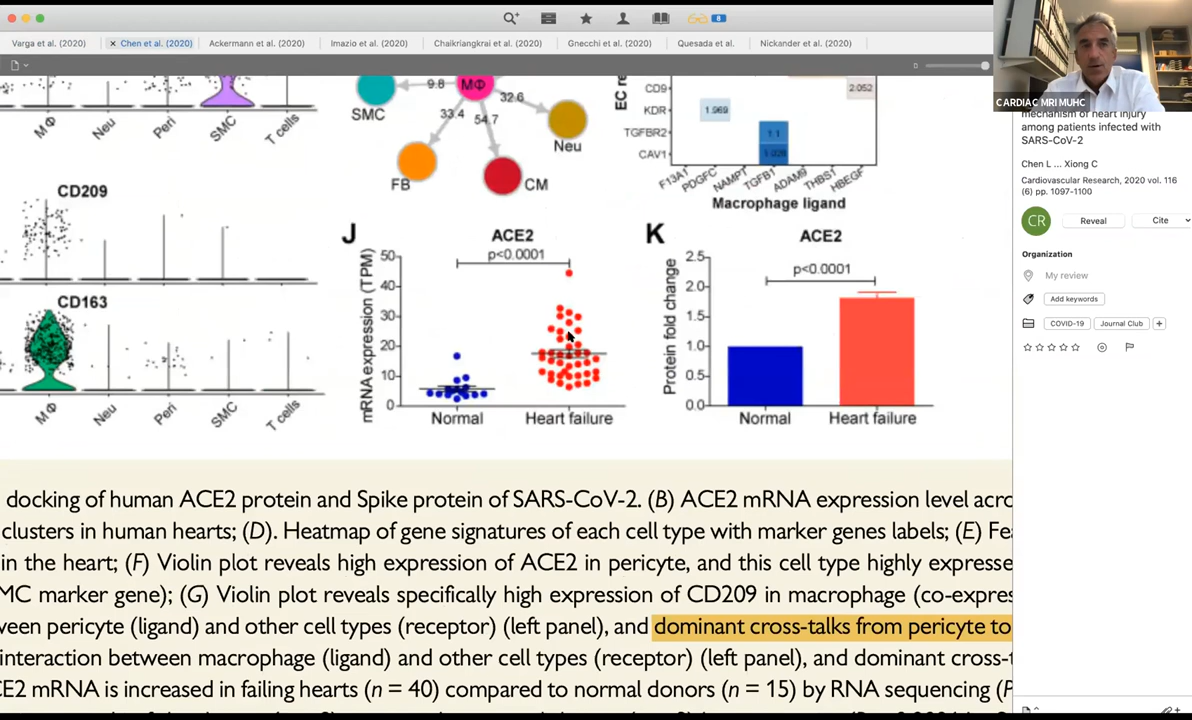 8
Varga et al. (2020)
× Chen et al. (2020)
Ackermann et al. (2020)
Imazio et al. (2020)
Chaikriangkrai et al. (2020)
Gnecchi et al. (2020)
Quesada et al.
Nickander et al. (2020)
CARDIAC MRI MUHC
mechanism of heart injury
among patients infected with
SARS-CoV-2
Chen L ... Xiong C
Cardiovascular Research, 2020 vol. 116
(6) pp. 1097-1100
CR
Reveal
Cite
Organization
My review
Add keywords
COVID-19
Journal Club
+
MΦ
Neu
Peri
SMC
T cells
CD209
CD163
MΦ
Neu
Peri
SMC
T cells
SMC
9.8
MΦ
32.6
33.4
54.7
Neu
FB
CM
EC re
CD9
2.052
KDR
1.969
TGFBR2
1.1
CAV1
F13A1
PDGFC
NAMPT
TGFB1
ADAM9
THBS1
HBEGF
Macrophage ligand
J
ACE2
p<0.0001
mRNA expression (TPM)
50
40
30
20
10
0
Normal
Heart failure
K
ACE2
p<0.0001
Protein fold change
2.5
2.0
1.5
1.0
0.5
0.0
Normal
Heart failure
docking of human ACE2 protein and Spike protein of SARS-CoV-2. (B) ACE2 mRNA expression level acro
clusters in human hearts; (D). Heatmap of gene signatures of each cell type with marker genes labels; (E) Fe
in the heart; (F) Violin plot reveals high expression of ACE2 in pericyte, and this cell type highly expresse
MC marker gene); (G) Violin plot reveals specifically high expression of CD209 in macrophage (co-expres
ween pericyte (ligand) and other cell types (receptor) (left panel), and dominant cross-talks from pericyte to
interaction between macrophage (ligand) and other cell types (receptor) (left panel), and dominant cross-t
CE2 mRNA is increased in failing hearts (n = 40) compared to normal donors (n = 15) by RNA sequencing (P